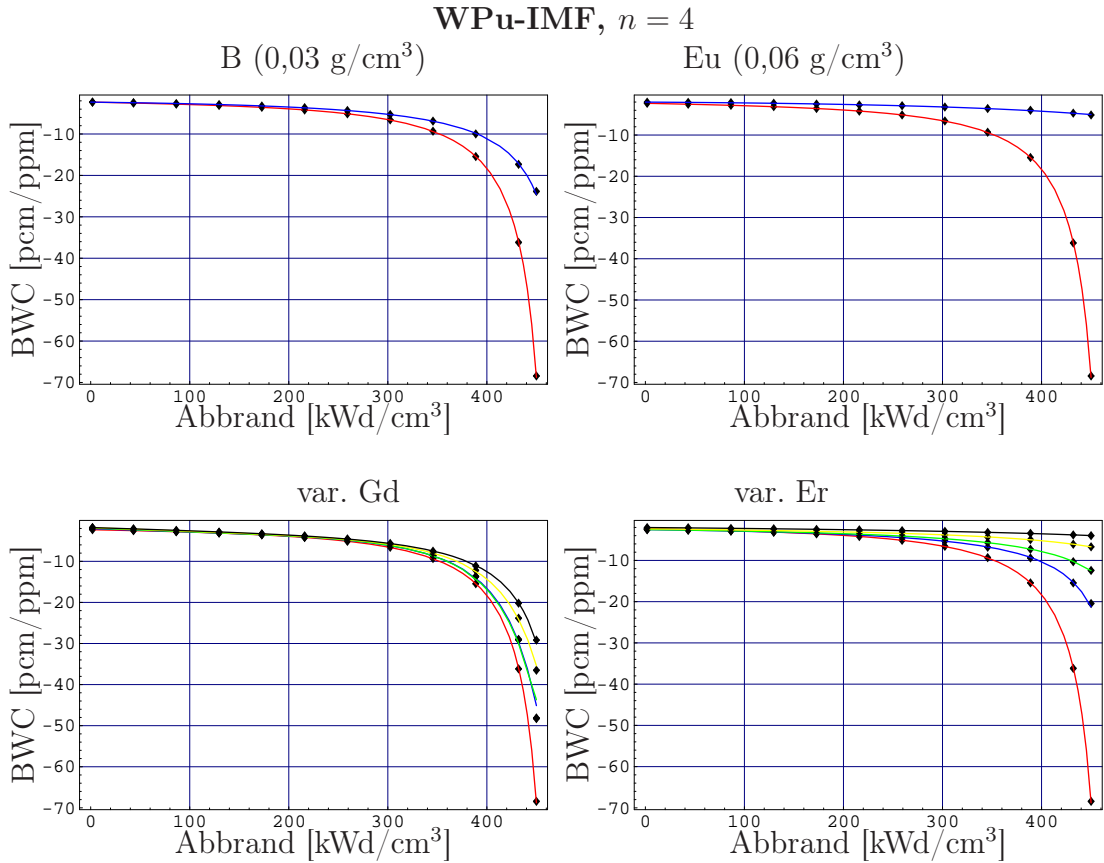 WPu-IMF, n = 4
B (0,03 g/cm³)
BWC [pcm/ppm]
-10
-20
-30
-40
-50
-60
-70
0 100 200 300 400
Abbrand [kWd/cm³]
Eu (0,06 g/cm³)
BWC [pcm/ppm]
-10
-20
-30
-40
-50
-60
-70
0 100 200 300 400
Abbrand [kWd/cm³]
var. Gd
BWC [pcm/ppm]
-10
-20
-30
-40
-50
-60
-70
0 100 200 300 400
Abbrand [kWd/cm³]
var. Er
BWC [pcm/ppm]
-10
-20
-30
-40
-50
-60
-70
0 100 200 300 400
Abbrand [kWd/cm³]